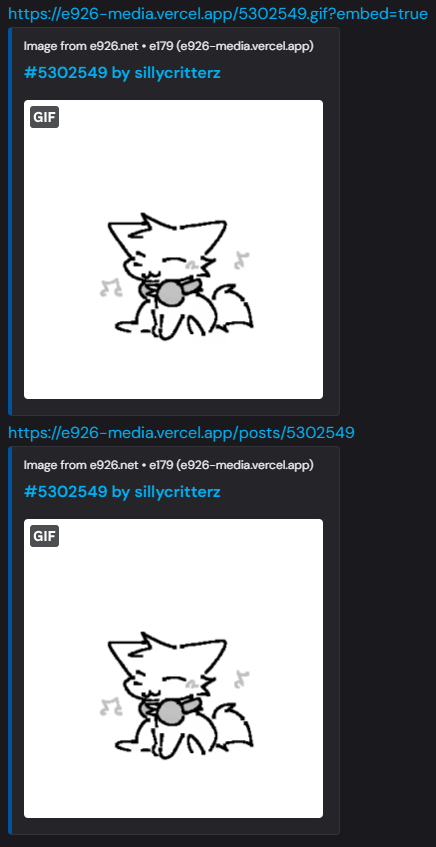 https://e926-media.vercel.app/5302549.gif?embed=true
Image from e926.net • e179 (e926-media.vercel.app)
#5302549 by sillycritterz
GIF
https://e926-media.vercel.app/posts/5302549
Image from e926.net • e179 (e926-media.vercel.app)
#5302549 by sillycritterz
GIF